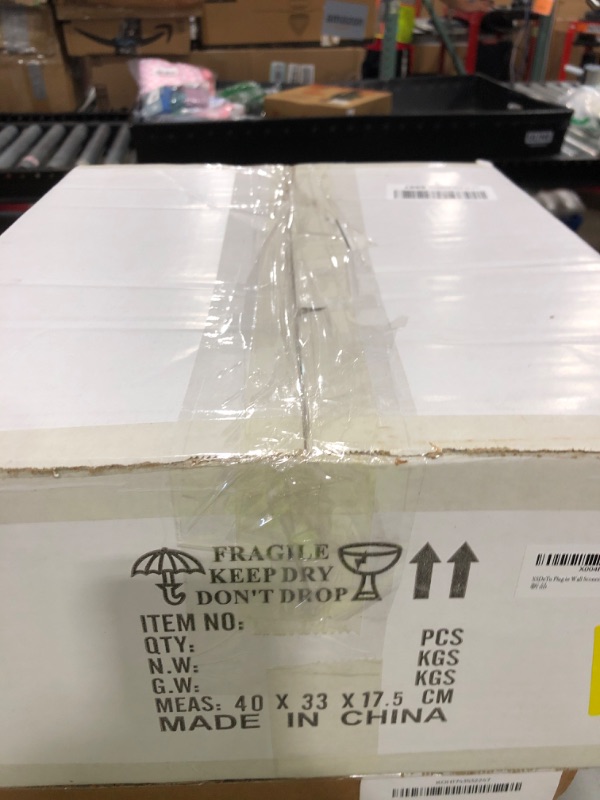 FRAGILE
KEEP DRY
DON'T DROP
ITEM NO:
QTY: PCS
N.W: KGS
G.W: KGS
MEAS: 40 X 33 X 17.5 CM
MADE IN CHINA